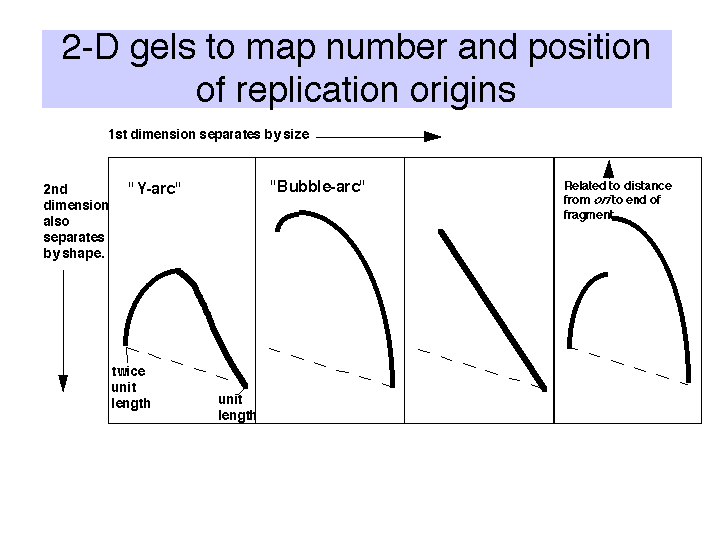 2-D gels to map number and position
of replication origins
1st dimension separates by size
2nd
dimension
also
separates
by shape.
"Y-arc"
"Bubble-arc"
Related to distance
from ori to end of
fragment
twice
unit
length
unit
length